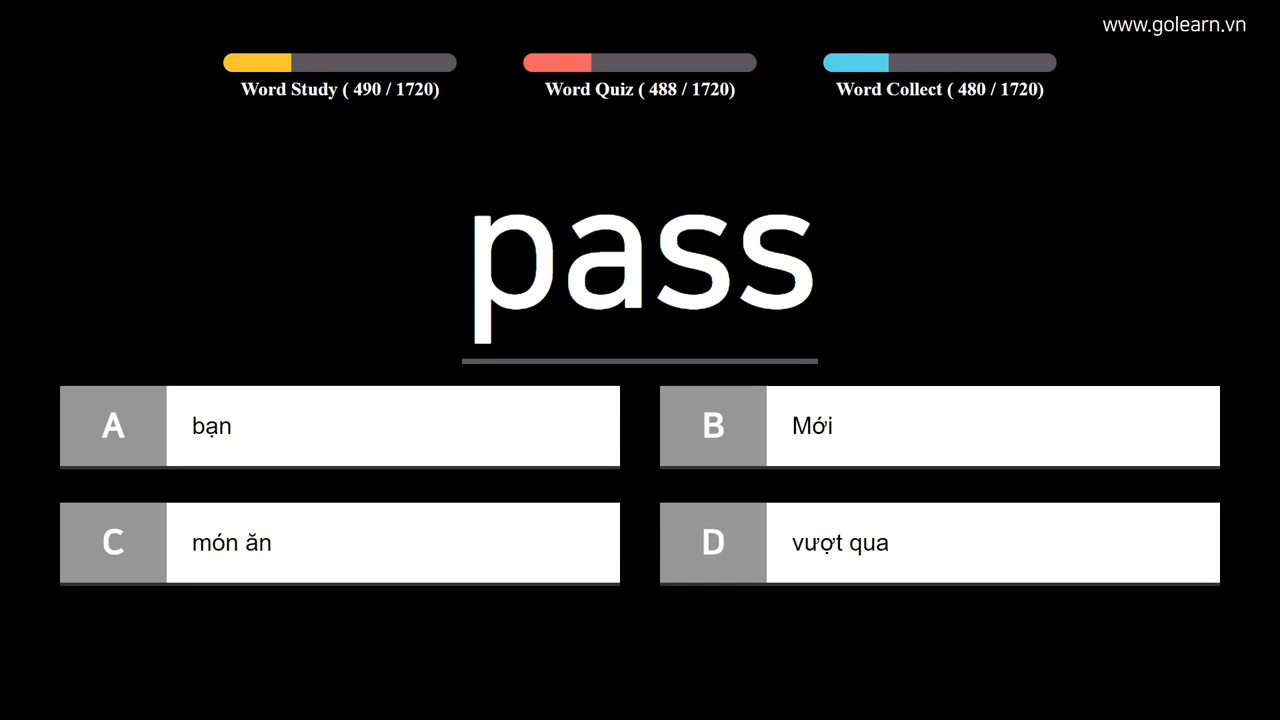 www.golearn.vn
Word Study ( 490 / 1720)
Word Quiz ( 488 / 1720)
Word Collect ( 480 / 1720)
pass
A bạn
B Mới
C món ăn
D vượt qua